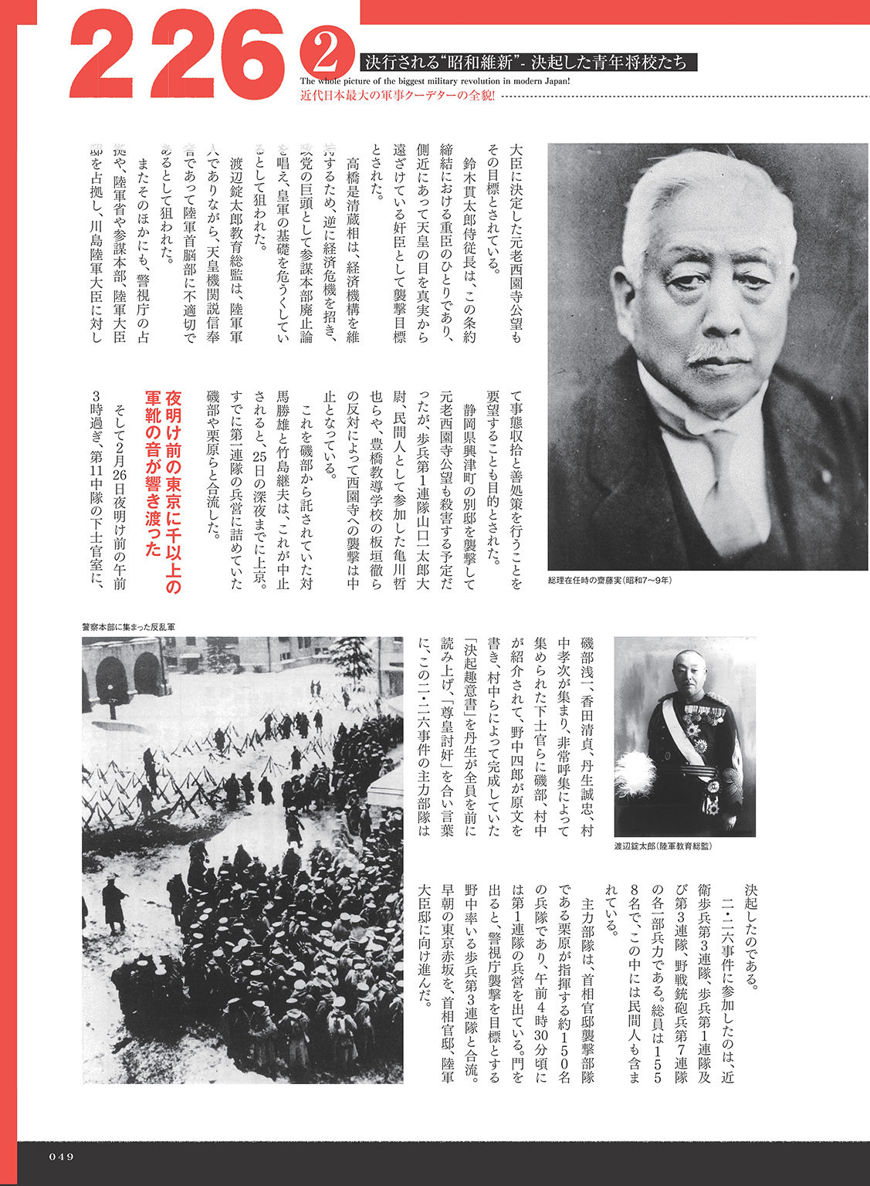 226
2 決行される“昭和維新”- 決起した青年将校たち
The whole picture of the biggest military revolution in modern Japan!
近代日本最大の軍事クーデターの全貌!
大臣に決定した元老西園寺公望も
その目標とされている。
鈴木貫太郎侍従長は、この条約
締結における重臣のひとりであり、
側近にあって天皇の目を真実から
遠ざけている奸臣として襲撃目標
とされた。
高橋是清蔵相は、経済機構を維
持するため、逆に経済危機を招き、
政党の巨頭として参謀本部廃止論
を唱え、皇軍の基礎を危うくしてい
るとして狙われた。
渡辺錠太郎教育総監は、陸軍軍
人でありながら、天皇機関説信奉
者であって陸軍首脳部に不適切で
あるとして狙われた。
またそのほかにも、警視庁の占
拠や、陸軍省や参謀本部、陸軍大臣
邸を占拠し、川島陸軍大臣に対し
総理在任時の齋藤実(昭和7〜9年)
て事態収拾と善処策を行うことを
要望することも目的とされた。
静岡県興津町の別邸を襲撃して
元老西園寺公望も殺害する予定だ
ったが、歩兵第1連隊山口一太郎大
尉、民間人として参加した亀川哲
也らや、豊橋教導学校の板垣徹ら
の反対によって西園寺への襲撃は中
止となっている。
これを磯部から託されていた対
馬勝雄と竹島継夫は、これが中止
されると、25日の深夜までに上京。
すでに第一連隊の兵営に詰めていた
磯部や栗原らと合流した。
夜明け前の東京に千以上の
軍靴の音が響き渡った
そして2月26日夜明け前の午前
3時過ぎ、第11中隊の下士官室に、
警察本部に集まった反乱軍
渡辺錠太郎(陸軍教育総監)
磯部浅一、香田清貞、丹生誠忠、村
中孝次が集まり、非常呼集によって
集められた下士官らに磯部、村中
が紹介されて、野中四郎が原文を
書き、村中らによって完成していた
「決起趣意書」を丹生が全員を前に
読み上げ、「尊皇討奸」を合い言葉
に、この二・二六事件の主力部隊は
決起したのである。
二・二六事件に参加したのは、近
衛歩兵第3連隊、歩兵第1連隊及
び第3連隊、野戦銃砲兵第7連隊
の各一部兵力である。総員は155
8名で、この中には民間人も含ま
れている。
主力部隊は、首相官邸襲撃部隊
である栗原が指揮する約150名
の兵隊であり、午前4時30分頃に
は第1連隊の兵営を出ている。門を
出ると、警視庁襲撃を目標とする
野中率いる歩兵第3連隊と合流。
早朝の東京赤坂を、首相官邸、陸軍
大臣邸に向け進んだ。
049